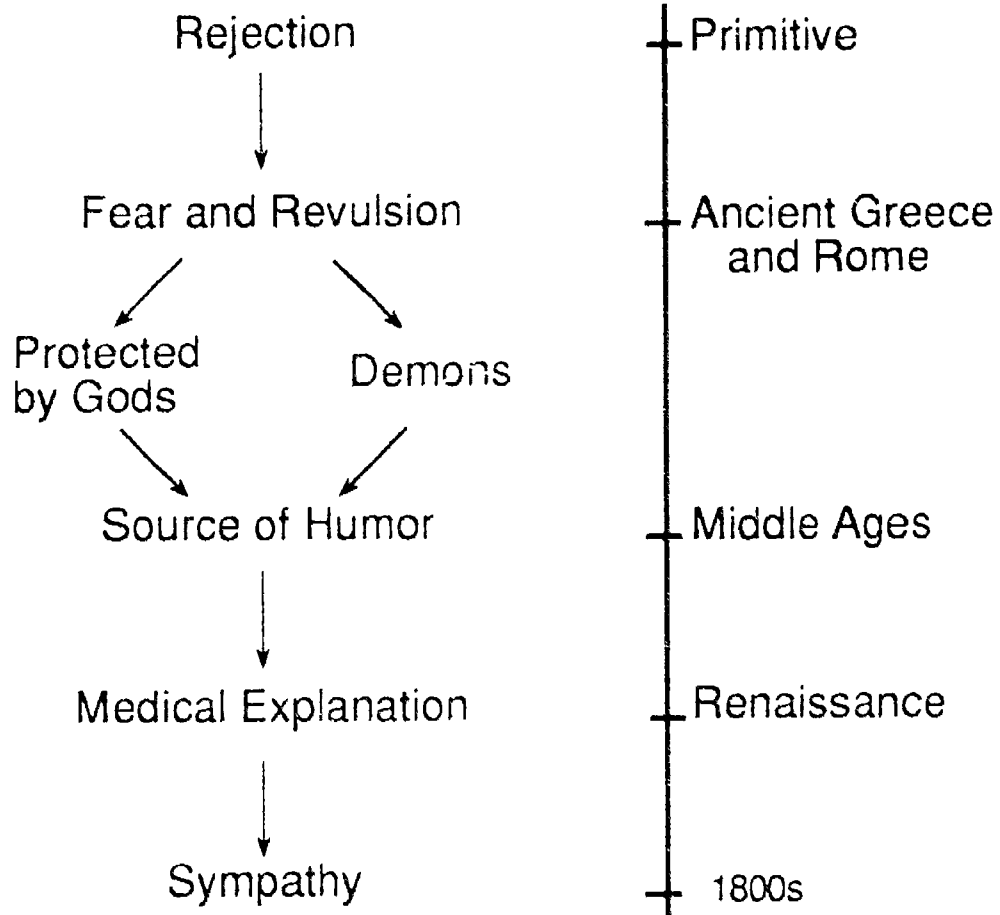 Rejection
Primitive
Fear and Revulsion
Ancient Greece
and Rome
Protected
by Gods
Demons
Source of Humor
Middle Ages
Medical Explanation
Renaissance
Sympathy
1800s